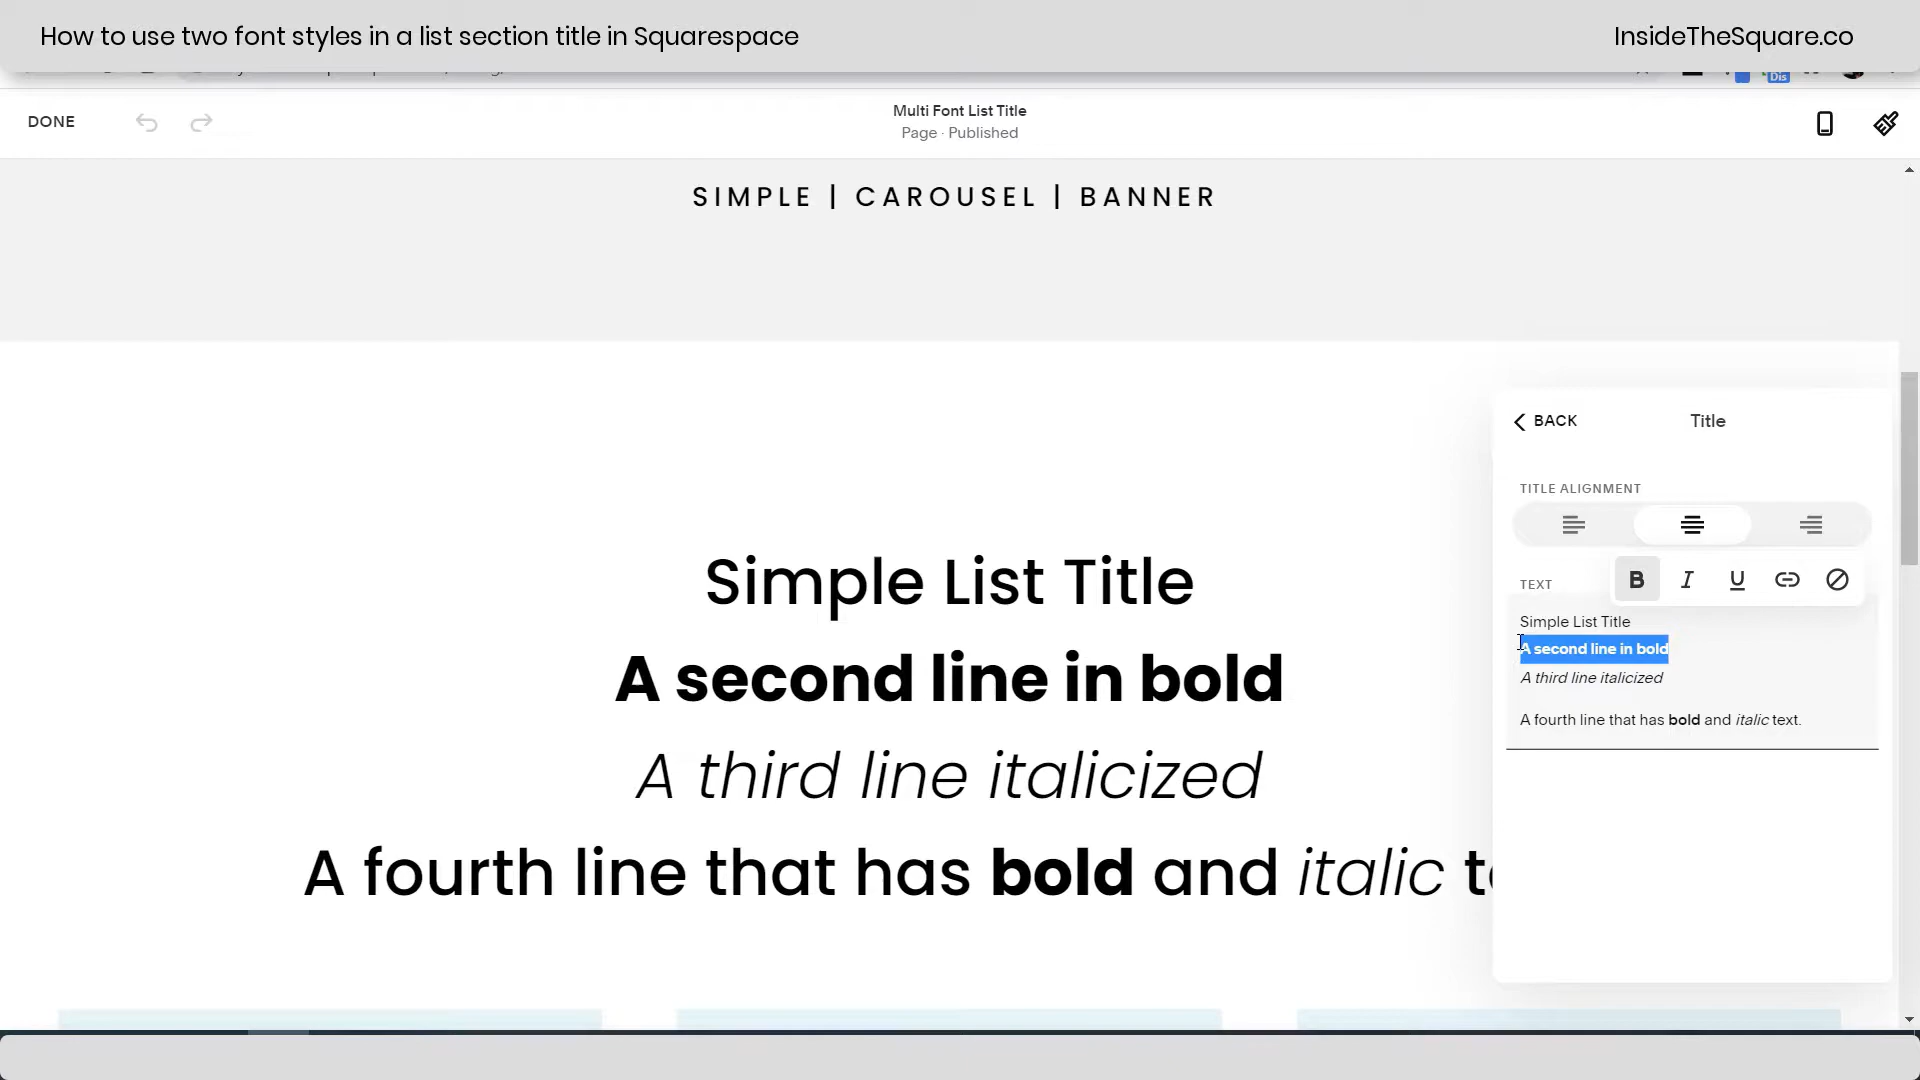 How to use two font styles in a list section title in Squarespace
InsideTheSquare.co
Dis
DONE
Multi Font List Title
Page · Published
SIMPLE | CAROUSEL | BANNER
BACK
Title
TITLE ALIGNMENT
TEXT
B I U
Simple List Title
A second line in bold
A third line italicized
A fourth line that has bold and italic text.
Simple List Title
A second line in bold
A third line italicized
A fourth line that has bold and italic